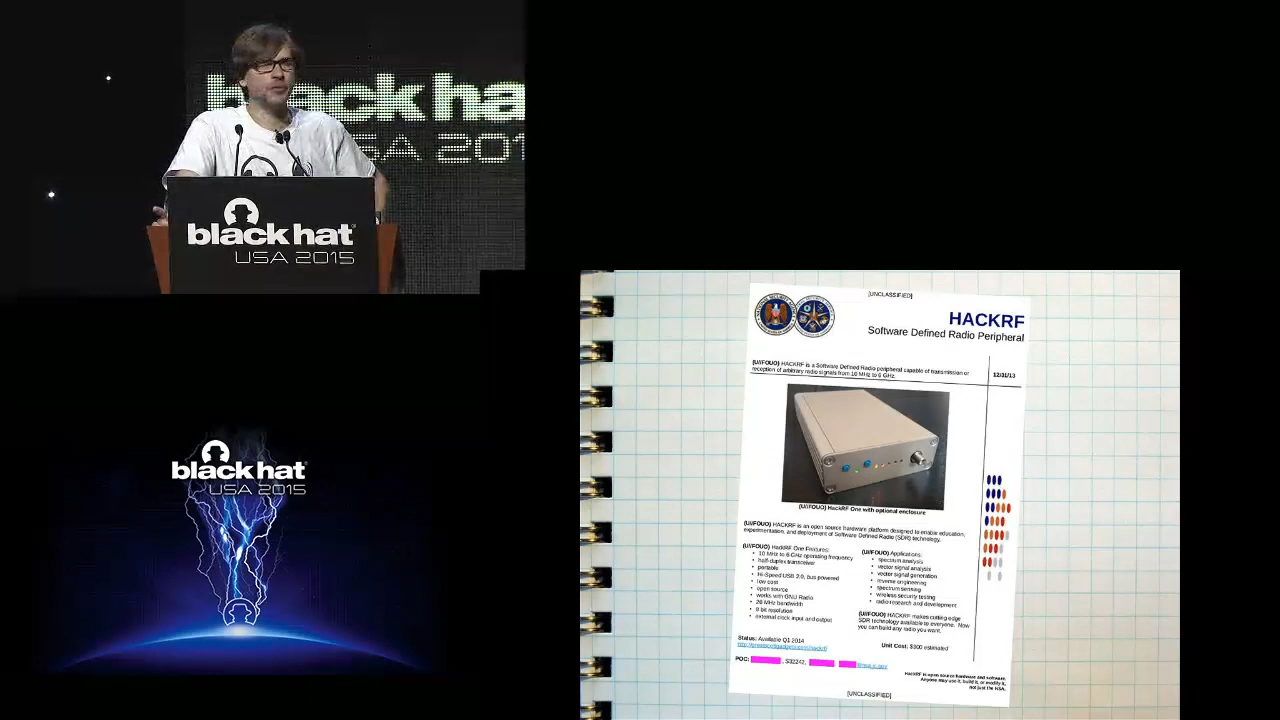 black hat
USA 2015
black hat
USA 2015
black hat
USA 2015
[UNCLASSIFIED]
HACKRF
Software Defined Radio Peripheral
(U//FOUO) HACKRF is a Software Defined Radio peripheral capable of transmission or
reception of arbitrary radio signals from 10 MHz to 6 GHz.
12/31/13
(U//FOUO) HackRF One with optional enclosure
(U//FOUO) HACKRF is an open source hardware platform designed to enable education,
experimentation, and deployment of Software Defined Radio (SDR) technology.
(U//FOUO) HackRF One Features:
• 10 MHz to 6 GHz operating frequency
• half-duplex transceiver
• portable
• Hi-Speed USB 2.0, bus powered
• low cost
• open source
• works with GNU Radio
• 20 MHz bandwidth
• 8 bit resolution
• external clock input and output
(U//FOUO) Applications:
• spectrum analysis
• vector signal analysis
• vector signal generation
• reverse engineering
• spectrum sensing
• wireless security testing
• radio research and development
(U//FOUO) HACKRF makes cutting edge
SDR technology available to everyone. Now
you can build any radio you want.
Status: Available Q1 2014
http://greatscottgadgets.com/hackrf/
Unit Cost: $300 estimated
POC: , S32242, @nsa.ic.gov
HackRF is open source hardware and software.
Anyone may use it, build it, or modify it,
not just the NSA.
[UNCLASSIFIED]